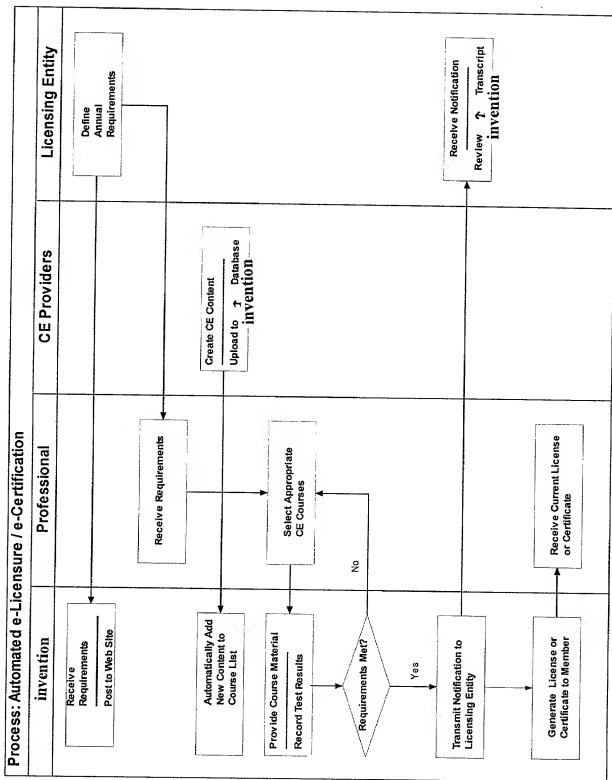 Process: Automated e-Licensure / e-Certification
invention
Professional
CE Providers
Licensing Entity
Receive
Requirements
Post to Web Site
Define
Annual
Requirements
Receive Requirements
Automatically Add
New Content to
Course List
Create CE Content
Upload to ↑ Database
invention
Provide Course Material
Record Test Results
Select Appropriate
CE Courses
Requirements Met?
No
Yes
Transmit Notification to
Licensing Entity
Receive Notification
Review ↑ Transcript
invention
Generate License or
Certificate to Member
Receive Current License
or Certificate